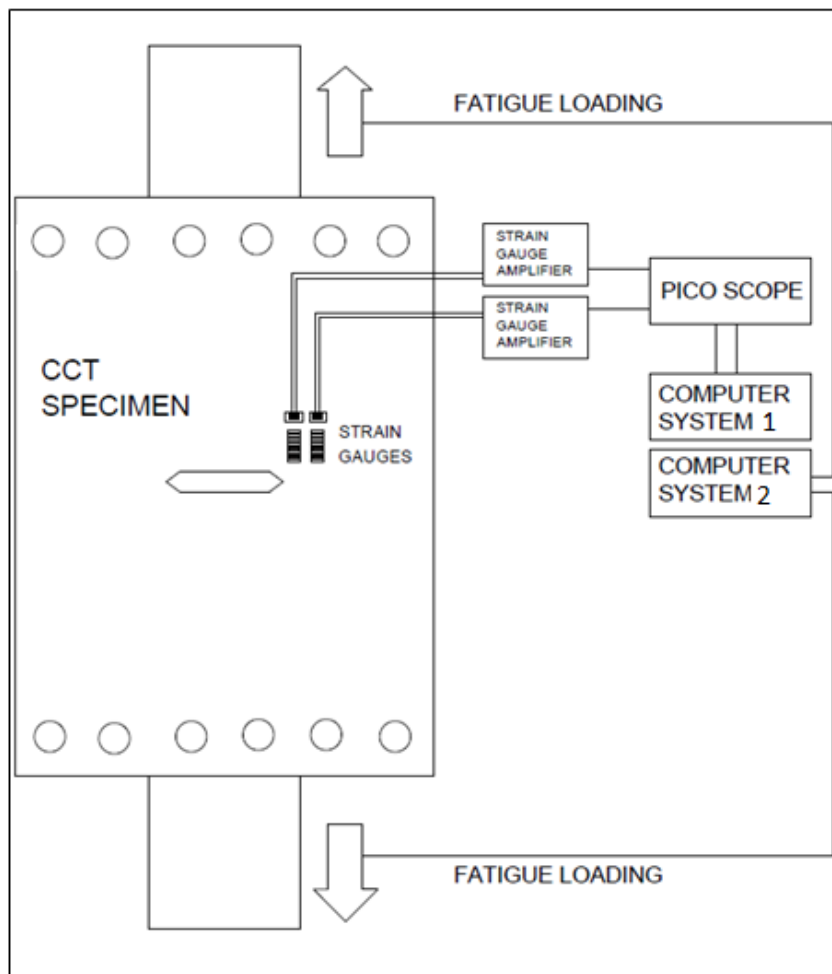 FATIGUE LOADING
STRAIN
GAUGE
AMPLIFIER
PICO SCOPE
STRAIN
GAUGE
AMPLIFIER
CCT
SPECIMEN
COMPUTER
SYSTEM 1
STRAIN
GAUGES
COMPUTER
SYSTEM 2
FATIGUE LOADING